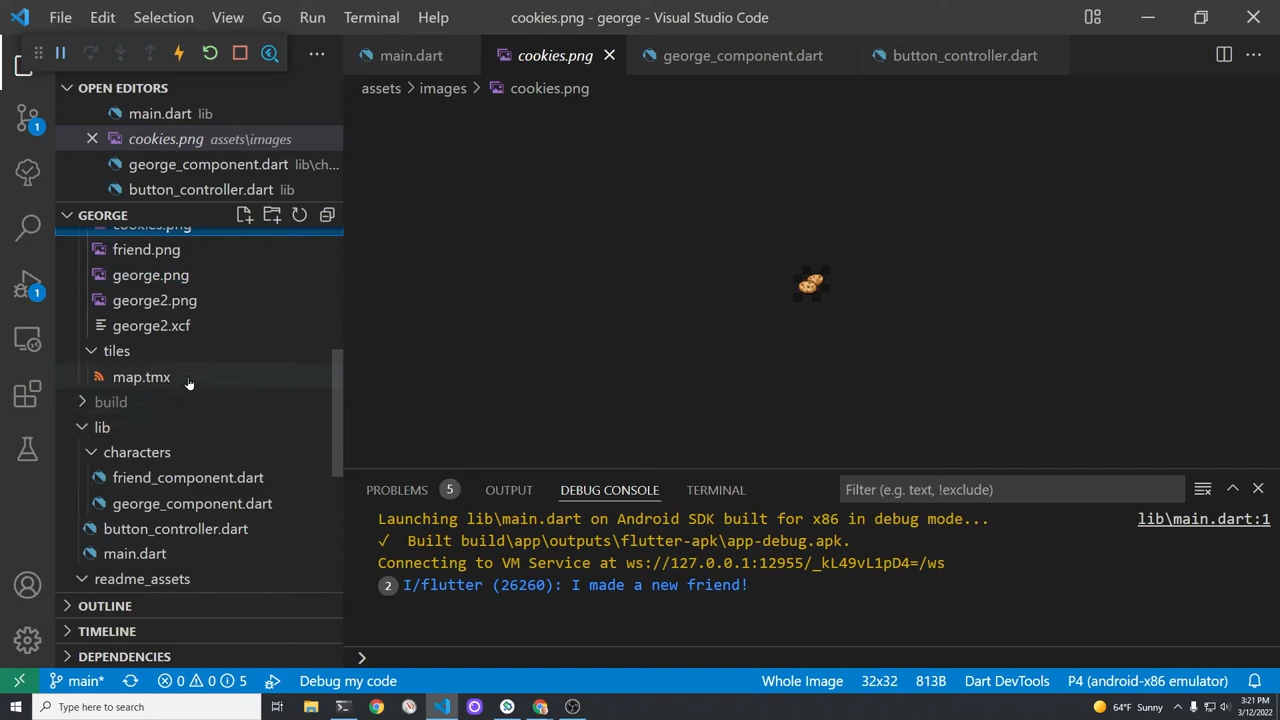 File Edit Selection View Go Run Terminal Help cookies.png - george - Visual Studio Code
main.dart cookies.png george_component.dart button_controller.dart
assets > images > cookies.png
OPEN EDITORS
main.dart lib
cookies.png assets\images
george_component.dart lib\ch...
button_controller.dart lib
GEORGE
cookies.png
friend.png
george.png
george2.png
george2.xcf
tiles
map.tmx
build
lib
characters
friend_component.dart
george_component.dart
button_controller.dart
main.dart
readme_assets
OUTLINE
TIMELINE
DEPENDENCIES
1
1
PROBLEMS 5 OUTPUT DEBUG CONSOLE TERMINAL Filter (e.g. text, !exclude)
Launching lib\main.dart on Android SDK built for x86 in debug mode... lib\main.dart:1
✓ Built build\app\outputs\flutter-apk\app-debug.apk.
Connecting to VM Service at ws://127.0.0.1:12955/_kL49vL1pD4=/ws
2 I/flutter (26260): I made a new friend!
main* 0 0 5 Debug my code Whole Image 32x32 813B Dart DevTools P4 (android-x86 emulator)
Type here to search 64°F Sunny 3:21 PM
3/12/2022